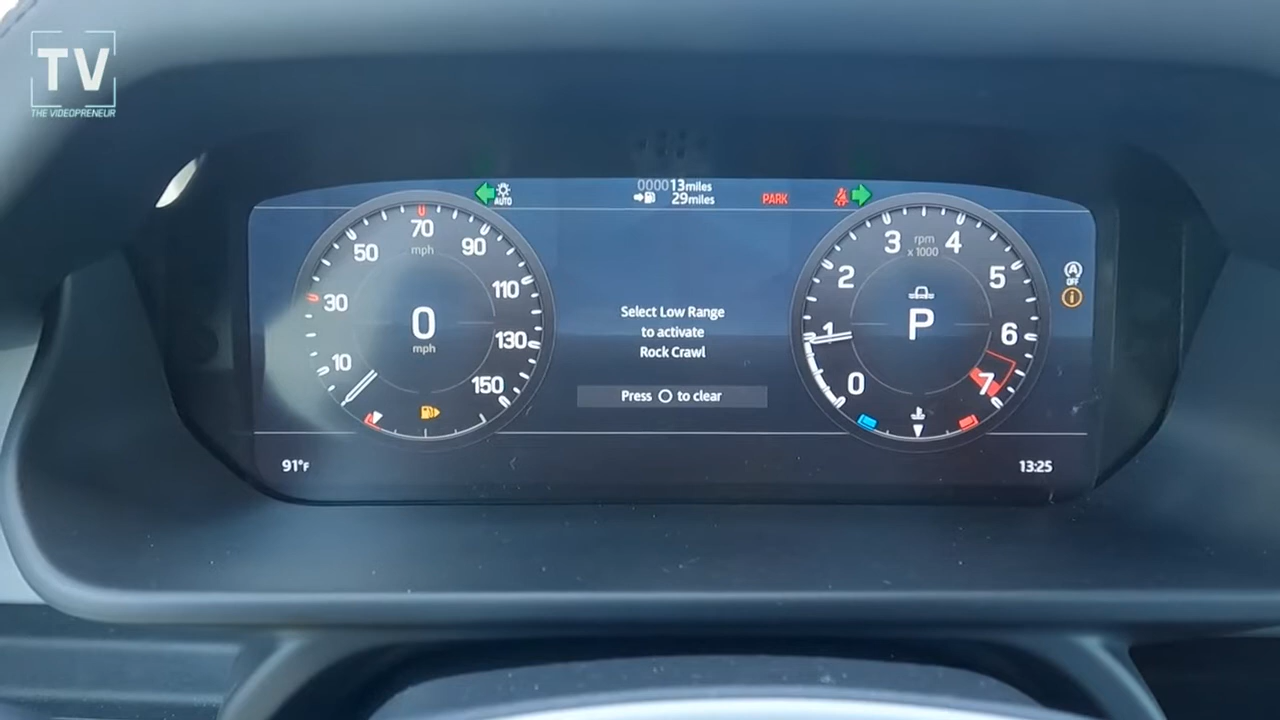 TV
THE VIDEOPRENEUR
AUTO
000013miles
29miles
PARK
10
30
50
70
90
110
130
150
mph
0
mph
Select Low Range
to activate
Rock Crawl
Press O to clear
0
1
2
3
4
5
6
7
rpm
x 1000
P
A
OFF
i
91°F
13:25